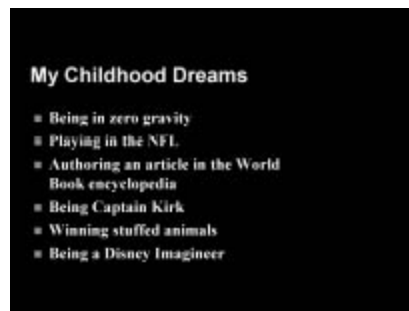 My Childhood Dreams
Being in zero gravity
Playing in the NFL
Authoring an article in the World
Book encyclopedia
Being Captain Kirk
Winning stuffed animals
Being a Disney Imagineer